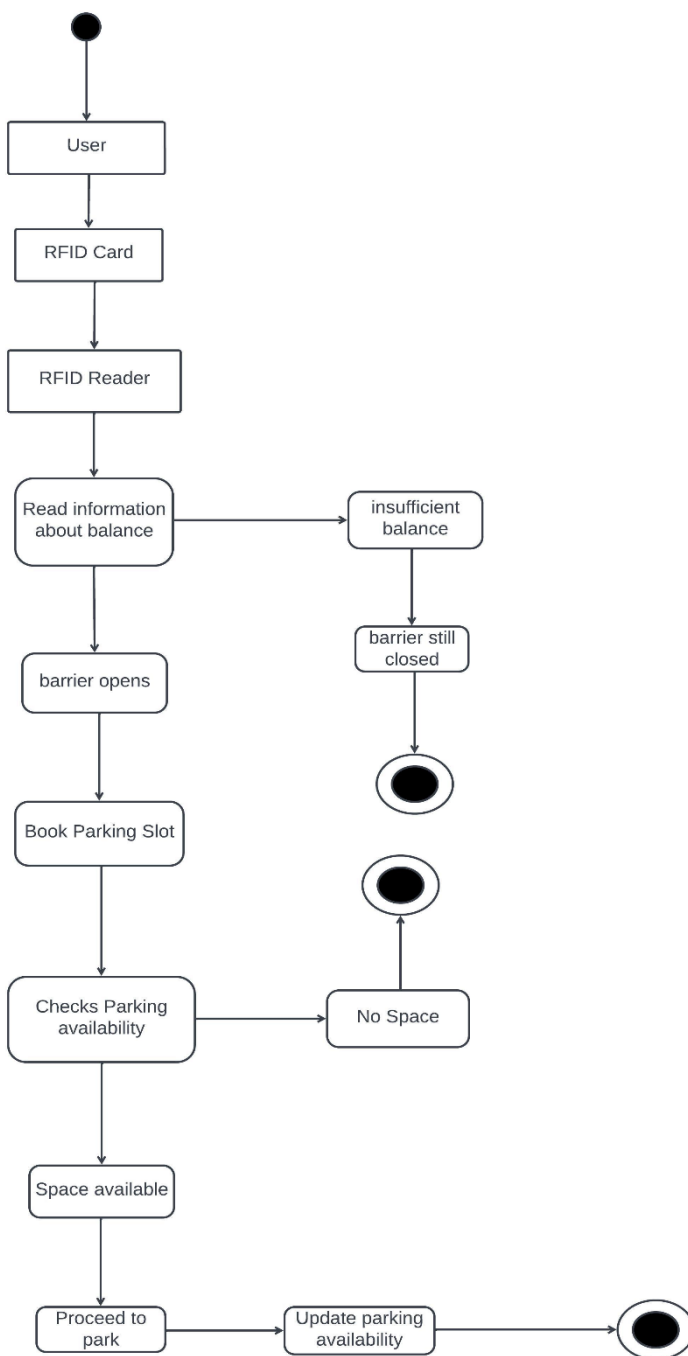 User
RFID Card
RFID Reader
Read information
about balance
insufficient
balance
barrier still
closed
barrier opens
Book Parking Slot
Checks Parking
availability
No Space
Space available
Proceed to
park
Update parking
availability